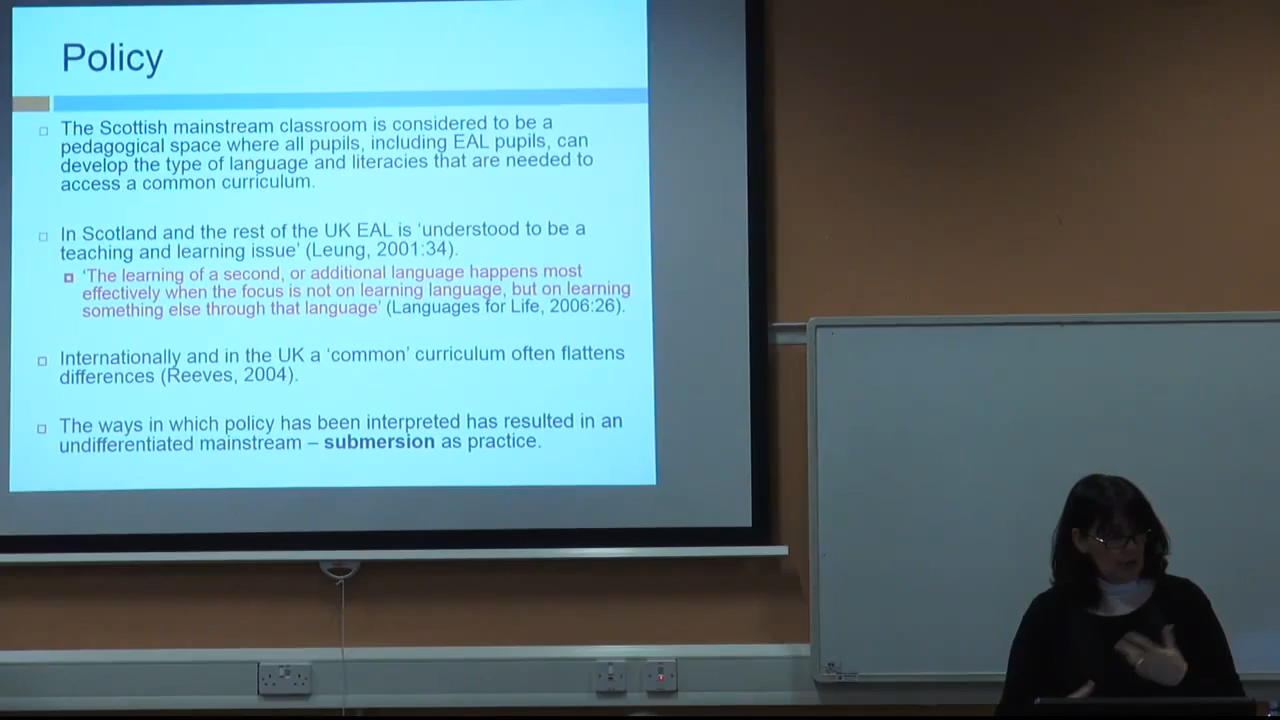 Policy
The Scottish mainstream classroom is considered to be a
pedagogical space where all pupils, including EAL pupils, can
develop the type of language and literacies that are needed to
access a common curriculum.
In Scotland and the rest of the UK EAL is ‘understood to be a
teaching and learning issue’ (Leung, 2001:34).
‘The learning of a second, or additional language happens most
effectively when the focus is not on learning language, but on learning
something else through that language’ (Languages for Life, 2006:26).
Internationally and in the UK a ‘common’ curriculum often flattens
differences (Reeves, 2004).
The ways in which policy has been interpreted has resulted in an
undifferentiated mainstream – submersion as practice.